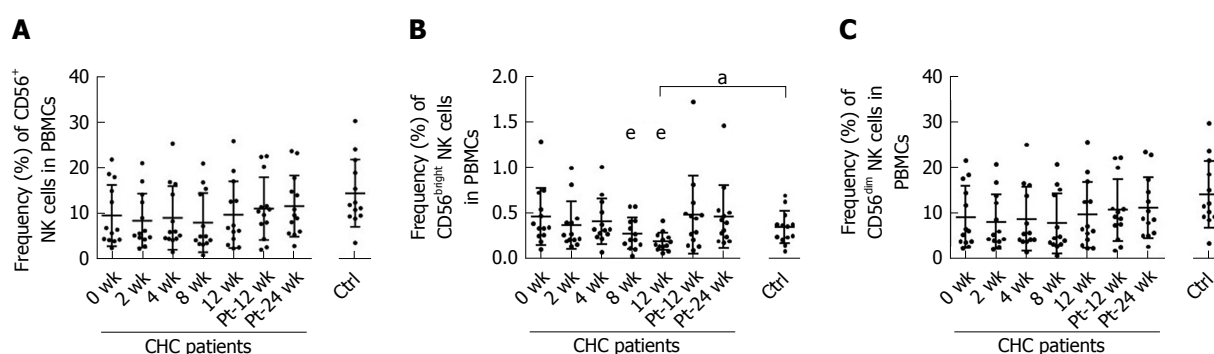 A
Frequency (%) of CD56⁺
NK cells in PBMCs
40
30
20
10
0
0 wk
2 wk
4 wk
8 wk
12 wk
Pt-12 wk
Pt-24 wk
Ctrl
CHC patients
B
Frequency (%) of
CD56ᵇʳⁱᵍʰᵗ NK cells
in PBMCs
2.0
1.5
1.0
0.5
0.0
a
e e
0 wk
2 wk
4 wk
8 wk
12 wk
Pt-12 wk
Pt-24 wk
Ctrl
CHC patients
C
Frequency (%) of
CD56ᵈⁱᵐ NK cells in
PBMCs
40
30
20
10
0
0 wk
2 wk
4 wk
8 wk
12 wk
Pt-12 wk
Pt-24 wk
Ctrl
CHC patients